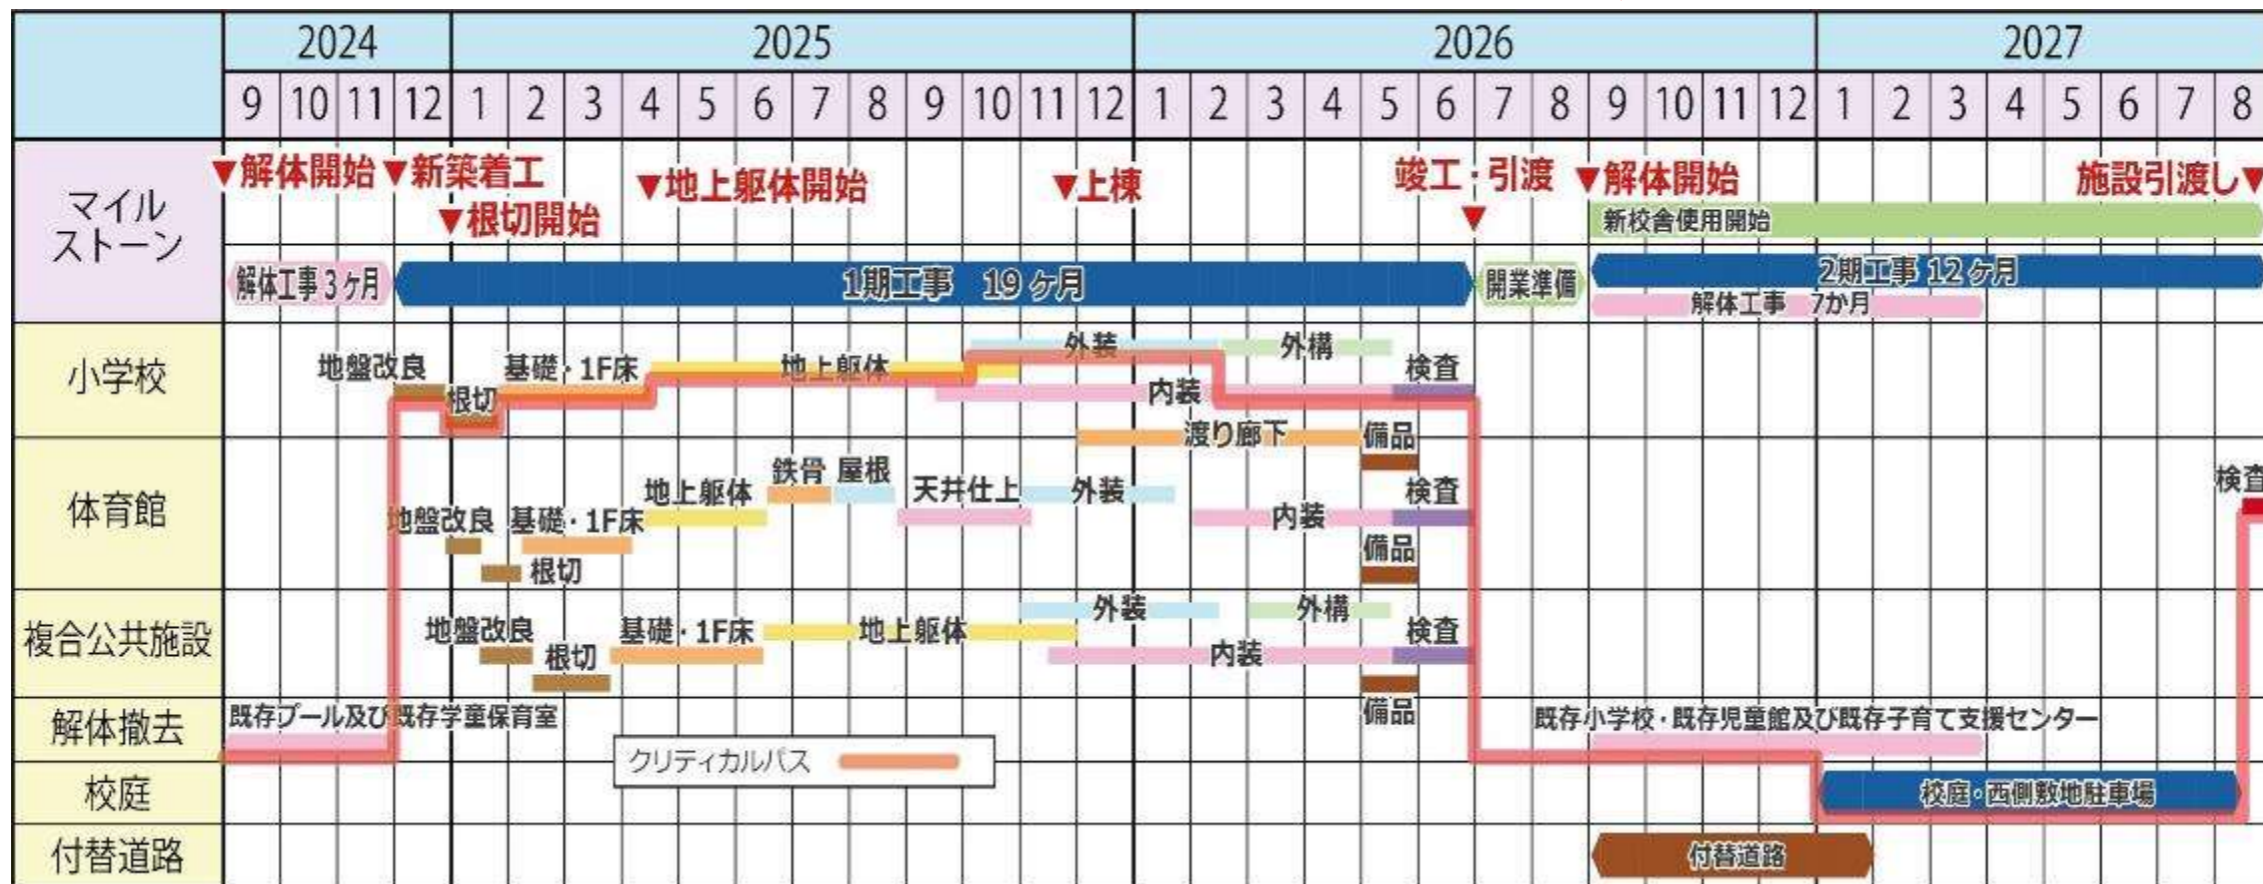 2024 2025 2026 2027
9 10 11 12 1 2 3 4 5 6 7 8 9 10 11 12 1 2 3 4 5 6 7 8 9 10 11 12 1 2 3 4 5 6 7 8
マイル
ストーン
▼解体開始 ▼新築着工
▼根切開始
▼地上躯体開始
▼上棟
竣工・引渡
▼
▼解体開始
施設引渡し▼
新校舎使用開始
解体工事3ヶ月
1期工事 19ヶ月
開業準備
2期工事 12ヶ月
解体工事 7か月
小学校
地盤改良
根切
基礎・1F床
地上躯体
外装
外構
内装
検査
渡り廊下
備品
体育館
地盤改良
根切
基礎・1F床
地上躯体
鉄骨
屋根
天井仕上
外装
内装
検査
備品
検査
複合公共施設
地盤改良
根切
基礎・1F床
地上躯体
外装
外構
内装
検査
備品
解体撤去
既存プール及び既存学童保育室
既存小学校・既存児童館及び既存子育て支援センター
クリティカルパス
校庭
校庭・西側敷地駐車場
付替道路
付替道路